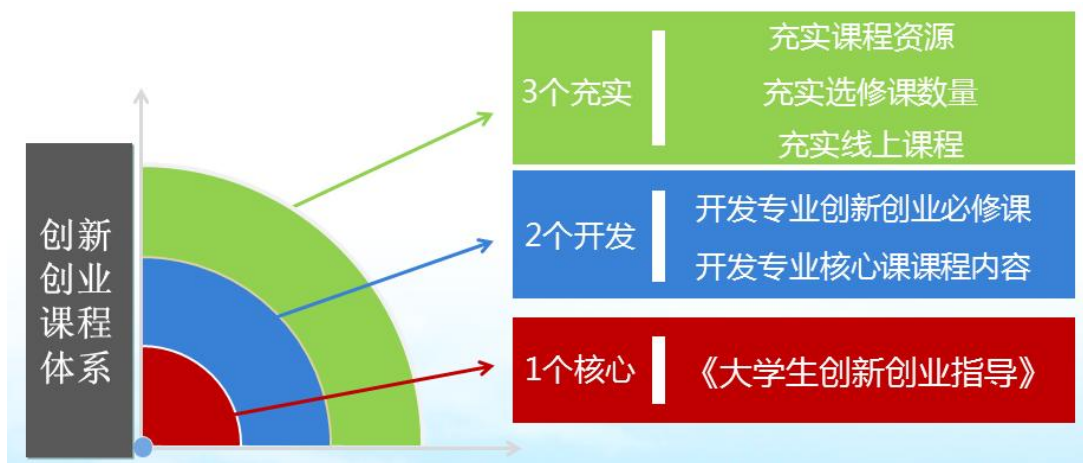 创新
创业
课程
体系
3个充实
充实课程资源
充实选修课数量
充实线上课程
2个开发
开发专业创新创业必修课
开发专业核心课课程内容
1个核心
《大学生创新创业指导》